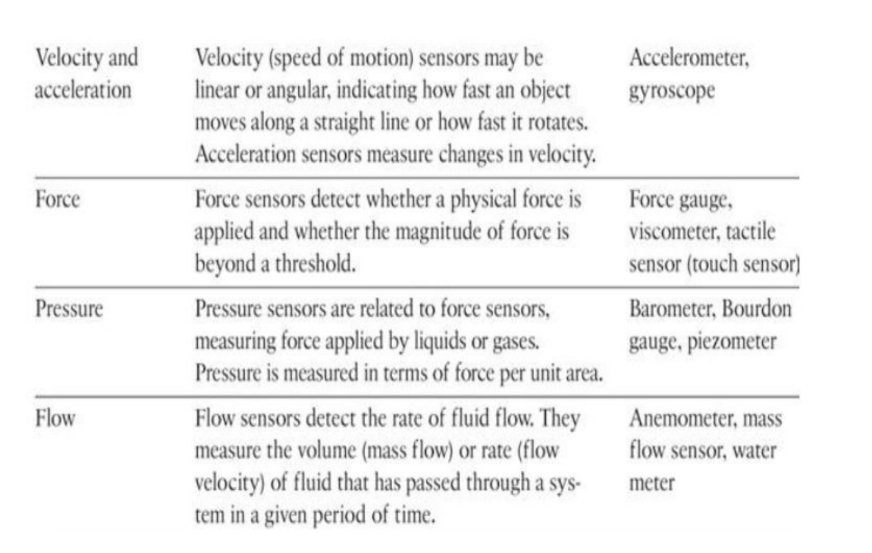 Velocity and
acceleration
Velocity (speed of motion) sensors may be
linear or angular, indicating how fast an object
moves along a straight line or how fast it rotates.
Acceleration sensors measure changes in velocity.
Accelerometer,
gyroscope
Force
Force sensors detect whether a physical force is
applied and whether the magnitude of force is
beyond a threshold.
Force gauge,
viscometer, tactile
sensor (touch sensor)
Pressure
Pressure sensors are related to force sensors,
measuring force applied by liquids or gases.
Pressure is measured in terms of force per unit area.
Barometer, Bourdon
gauge, piezometer
Flow
Flow sensors detect the rate of fluid flow. They
measure the volume (mass flow) or rate (flow
velocity) of fluid that has passed through a sys-
tem in a given period of time.
Anemometer, mass
flow sensor, water
meter